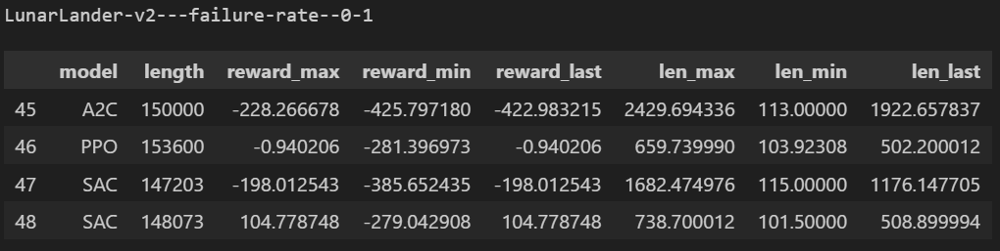 LunarLander-v2---failure-rate--0-1
model length reward_max reward_min reward_last len_max len_min len_last
45 A2C 150000 -228.266678 -425.797180 -422.983215 2429.694336 113.00000 1922.657837
46 PPO 153600 -0.940206 -281.396973 -0.940206 659.739990 103.92308 502.200012
47 SAC 147203 -198.012543 -385.652435 -198.012543 1682.474976 115.00000 1176.147705
48 SAC 148073 104.778748 -279.042908 104.778748 738.700012 101.50000 508.899994